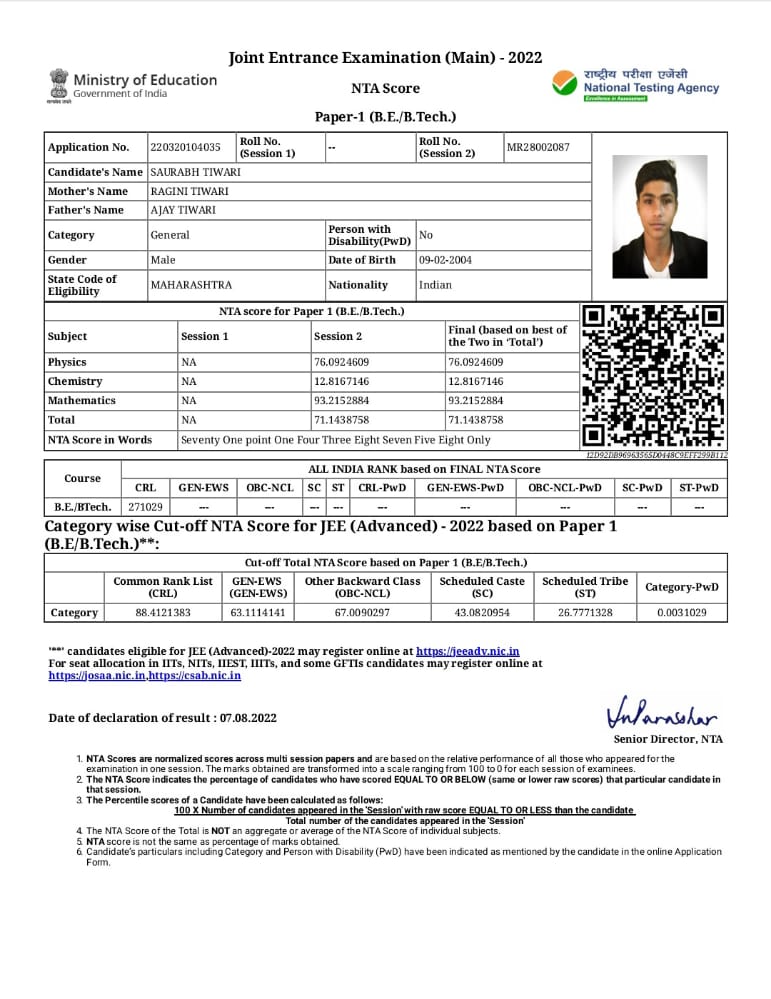 Joint Entrance Examination (Main) - 2022
Ministry of Education
Government of India
NTA Score
राष्ट्रीय परीक्षा एजेंसी
National Testing Agency
Excellence in Assessment
Paper-1 (B.E./B.Tech.)
Application No. 220320104035 Roll No. (Session 1) -- Roll No. (Session 2) MR28002087
Candidate's Name SAURABH TIWARI
Mother's Name RAGINI TIWARI
Father's Name AJAY TIWARI
Category General Person with Disability(PwD) No
Gender Male Date of Birth 09-02-2004
State Code of Eligibility MAHARASHTRA Nationality Indian
NTA score for Paper 1 (B.E./B.Tech.)
Subject Session 1 Session 2 Final (based on best of the Two in ‘Total’)
Physics NA 76.0924609 76.0924609
Chemistry NA 12.8167146 12.8167146
Mathematics NA 93.2152884 93.2152884
Total NA 71.1438758 71.1438758
NTA Score in Words Seventy One point One Four Three Eight Seven Five Eight Only
Course ALL INDIA RANK based on FINAL NTA Score
CRL GEN-EWS OBC-NCL SC ST CRL-PwD GEN-EWS-PwD OBC-NCL-PwD SC-PwD ST-PwD
B.E./BTech. 271029 --- --- --- --- --- --- --- --- ---
Category wise Cut-off NTA Score for JEE (Advanced) - 2022 based on Paper 1
(B.E/B.Tech.)**:
Cut-off Total NTA Score based on Paper 1 (B.E/B.Tech.)
Common Rank List (CRL) GEN-EWS (GEN-EWS) Other Backward Class (OBC-NCL) Scheduled Caste (SC) Scheduled Tribe (ST) Category-PwD
Category 88.4121383 63.1114141 67.0090297 43.0820954 26.7771328 0.0031029
'**' candidates eligible for JEE (Advanced)-2022 may register online at https://jeeadv.nic.in
For seat allocation in IITs, NITs, IIEST, IIITs, and some GFTIs candidates may register online at
https://josaa.nic.in,https://csab.nic.in
Date of declaration of result : 07.08.2022
Senior Director, NTA
1. NTA Scores are normalized scores across multi session papers and are based on the relative performance of all those who appeared for the
examination in one session. The marks obtained are transformed into a scale ranging from 100 to 0 for each session of examinees.
2. The NTA Score indicates the percentage of candidates who have scored EQUAL TO OR BELOW (same or lower raw scores) that particular candidate in
that session.
3. The Percentile scores of a Candidate have been calculated as follows:
100 X Number of candidates appeared in the 'Session' with raw score EQUAL TO OR LESS than the candidate
Total number of the candidates appeared in the 'Session'
4. The NTA Score of the Total is NOT an aggregate or average of the NTA Score of individual subjects.
5. NTA score is not the same as percentage of marks obtained.
6. Candidate's particulars including Category and Person with Disability (PwD) have been indicated as mentioned by the candidate in the online Application
Form.